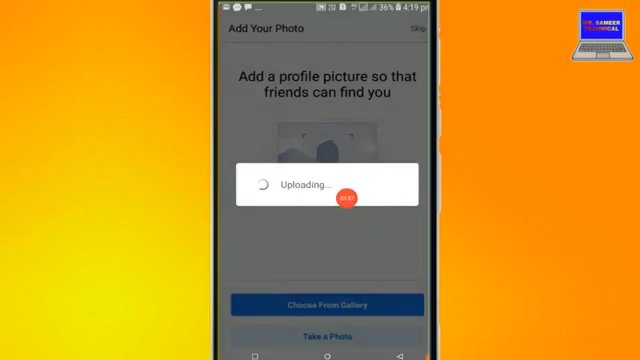 36% 4:19 pm
Add Your Photo
Skip
Add a profile picture so that
friends can find you
Uploading...
Choose From Gallery
Take a Photo
MR. SAMEER
TECHNICAL